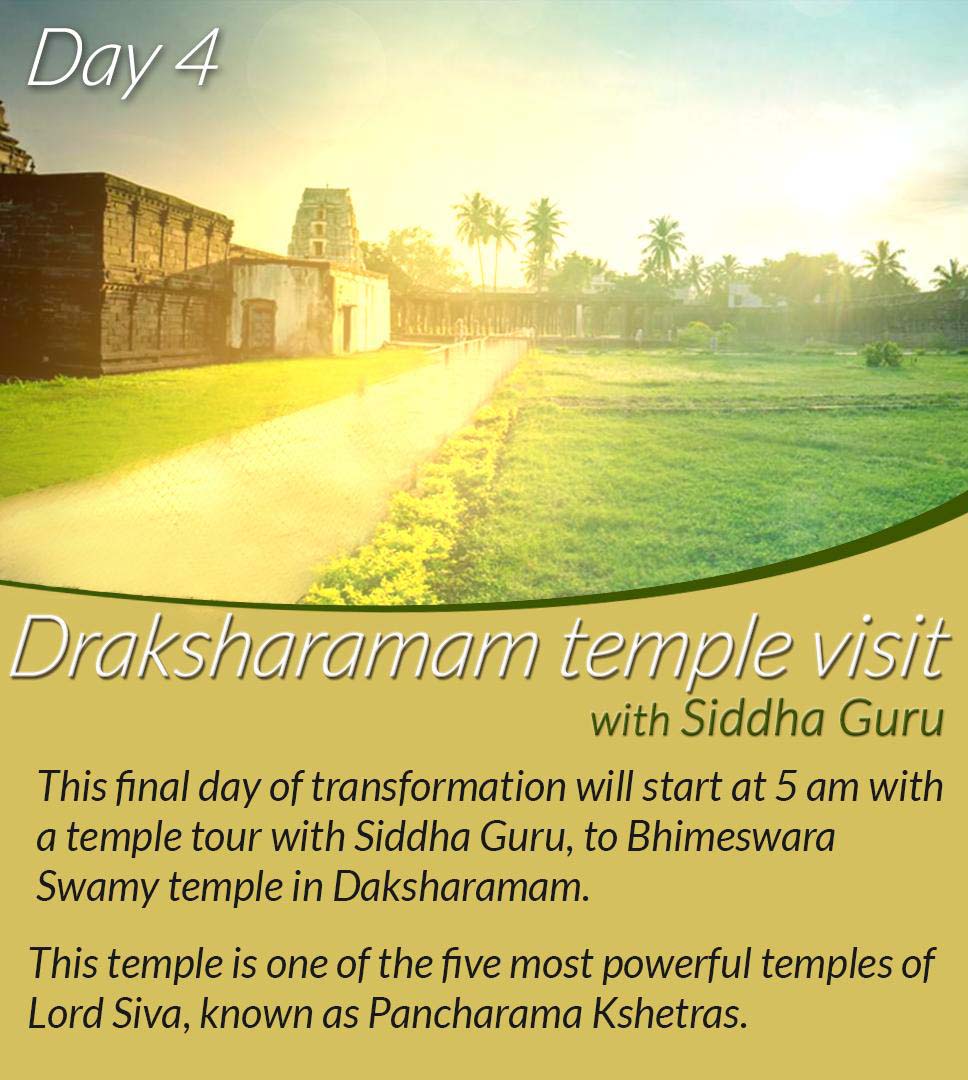 Day 4
Draksharamam temple visit
with Siddha Guru
This final day of transformation will start at 5 am with
a temple tour with Siddha Guru, to Bhimeswara
Swamy temple in Daksharamam.
This temple is one of the five most powerful temples of
Lord Siva, known as Pancharama Kshetras.